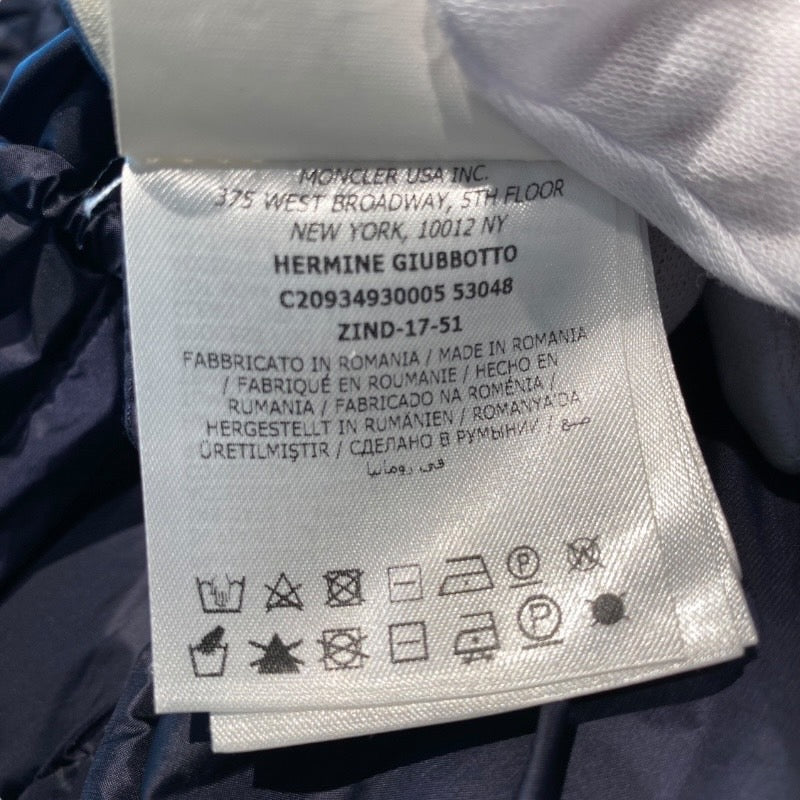 MONCLER USA INC.
375 WEST BROADWAY, 5TH FLOOR
NEW YORK, 10012 NY
HERMINE GIUBBOTTO
C20934930005 53048
ZIND-17-51
FABBRICATO IN ROMANIA / MADE IN ROMANIA
/ FABRIQUÉ EN ROUMANIE / HECHO EN
RUMANIA / FABRICADO NA ROMÉNIA /
HERGESTELLT IN RUMÄNIEN / ROMANYA'DA
ÜRETILMIŞTIR / СДЕЛАНО В РУМЫНИИ / صنع
في رومانيا
P W
P